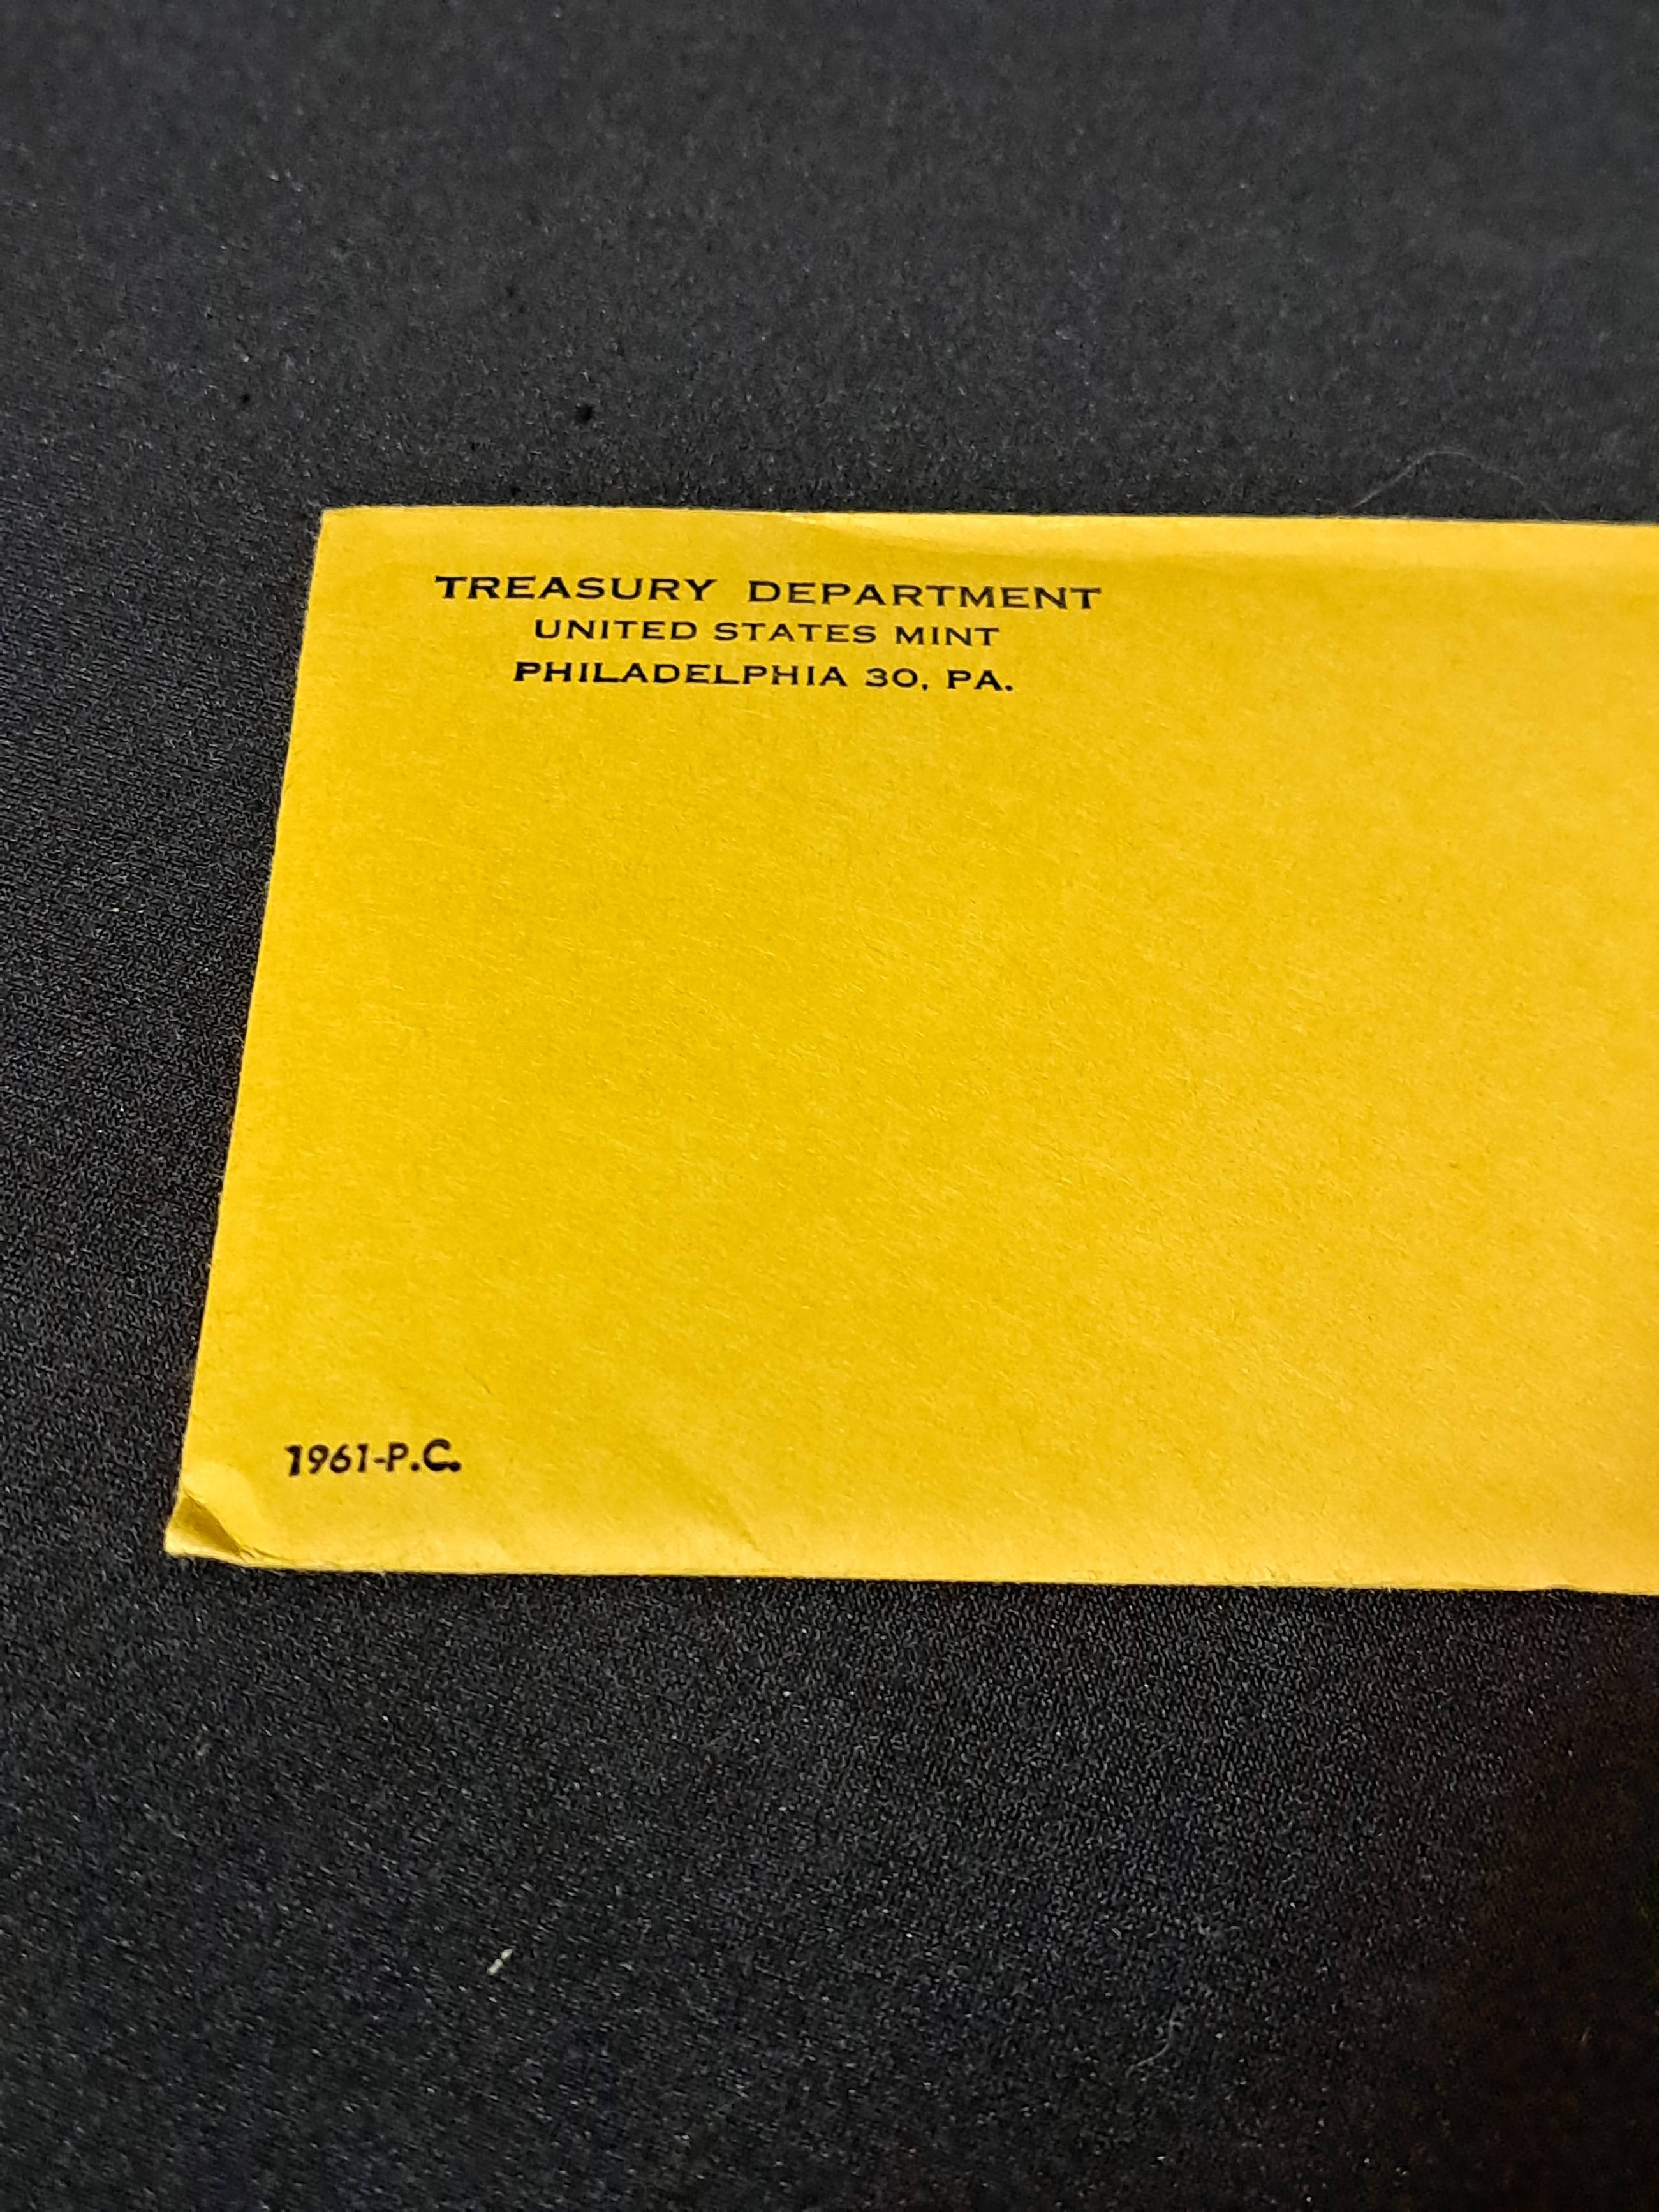 TREASURY DEPARTMENT
UNITED STATES MINT
PHILADELPHIA 30, PA.
1961-P.C.